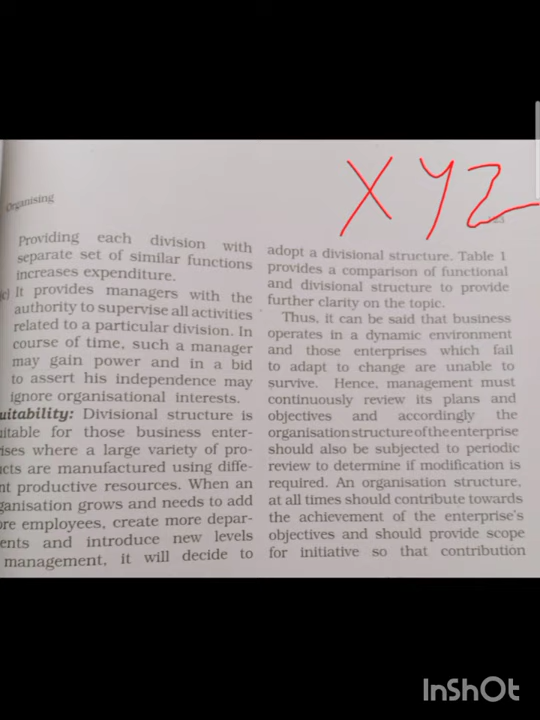 XYZ
Organising
Providing each division with
separate set of similar functions
increases expenditure.
(c) It provides managers with the
authority to supervise all activities
related to a particular division. In
course of time, such a manager
may gain power and in a bid
to assert his independence may
ignore organisational interests.
uitability: Divisional structure is
itable for those business enter-
ises where a large variety of pro-
cts are manufactured using diffe-
nt productive resources. When an
ganisation grows and needs to add
ore employees, create more depar-
ents and introduce new levels
management, it will decide to
adopt a divisional structure. Table 1
provides a comparison of functional
and divisional structure to provide
further clarity on the topic.
Thus, it can be said that business
operates in a dynamic environment
and those enterprises which fail
to adapt to change are unable to
survive. Hence, management must
continuously review its plans and
objectives and accordingly the
organisation structure of the enterprise
should also be subjected to periodic
review to determine if modification is
required. An organisation structure,
at all times should contribute towards
the achievement of the enterprise's
objectives and should provide scope
for initiative so that contribution
InShOt